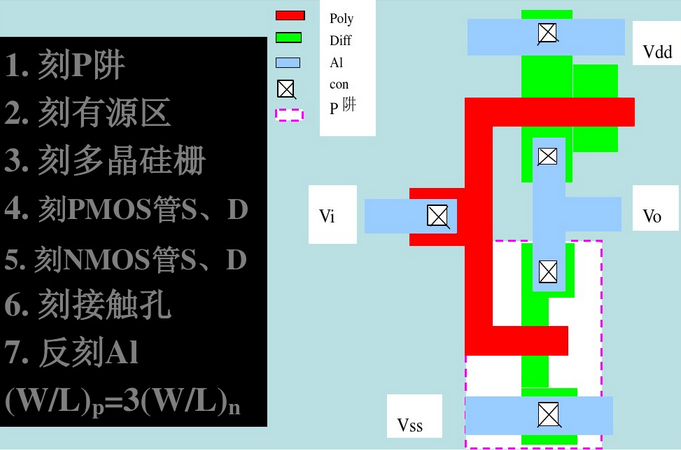 1. 刻P阱
2. 刻有源区
3. 刻多晶硅栅
4. 刻PMOS管S、D
5. 刻NMOS管S、D
6. 刻接触孔
7. 反刻Al
(W/L)p=3(W/L)n
Poly
Diff
Al
con
P 阱
Vdd
Vi
Vo
Vss